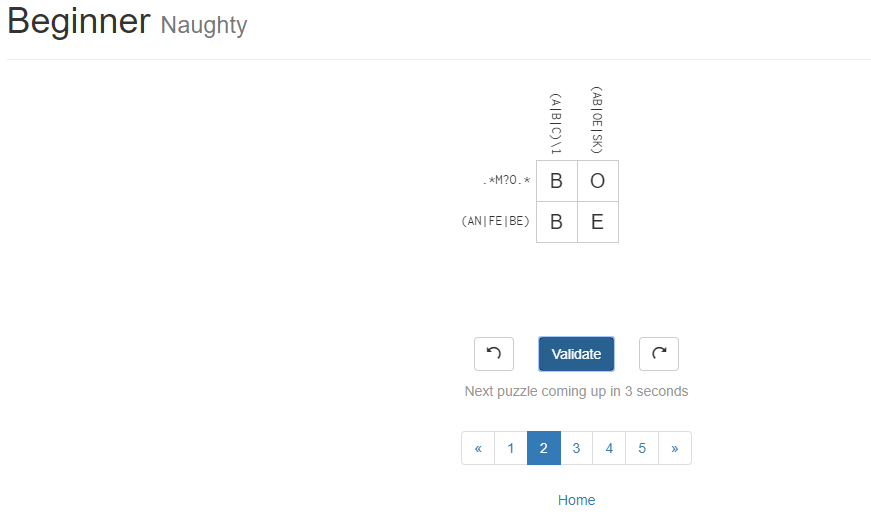 Beginner Naughty
(A|B|C)\1
(AB|OE|SK)
.*M?O.* B O
(AN|FE|BE) B E
Validate
Next puzzle coming up in 3 seconds
« 1 2 3 4 5 »
Home